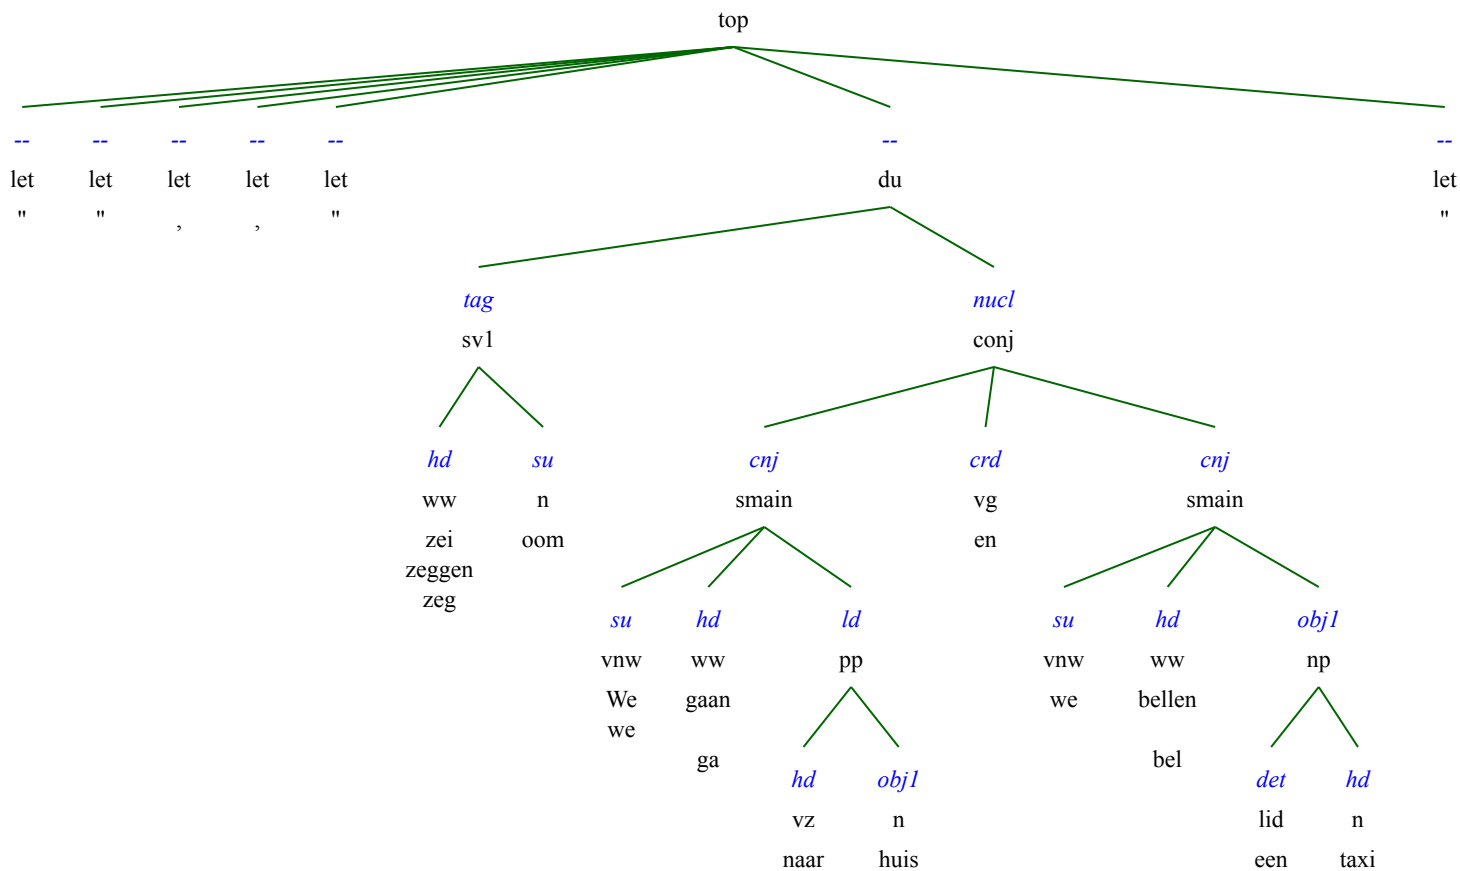 top
-- -- -- -- -- -- --
let let let let let du let
" " , , " "
tag nucl
sv1 conj
hd su cnj crd cnj
ww n smain vg smain
zei oom en
zeggen
zeg
su hd ld su hd obj1
vnw ww pp vnw ww np
We gaan we bellen
we
ga bel
hd obj1 det hd
vz n lid n
naar huis een taxi